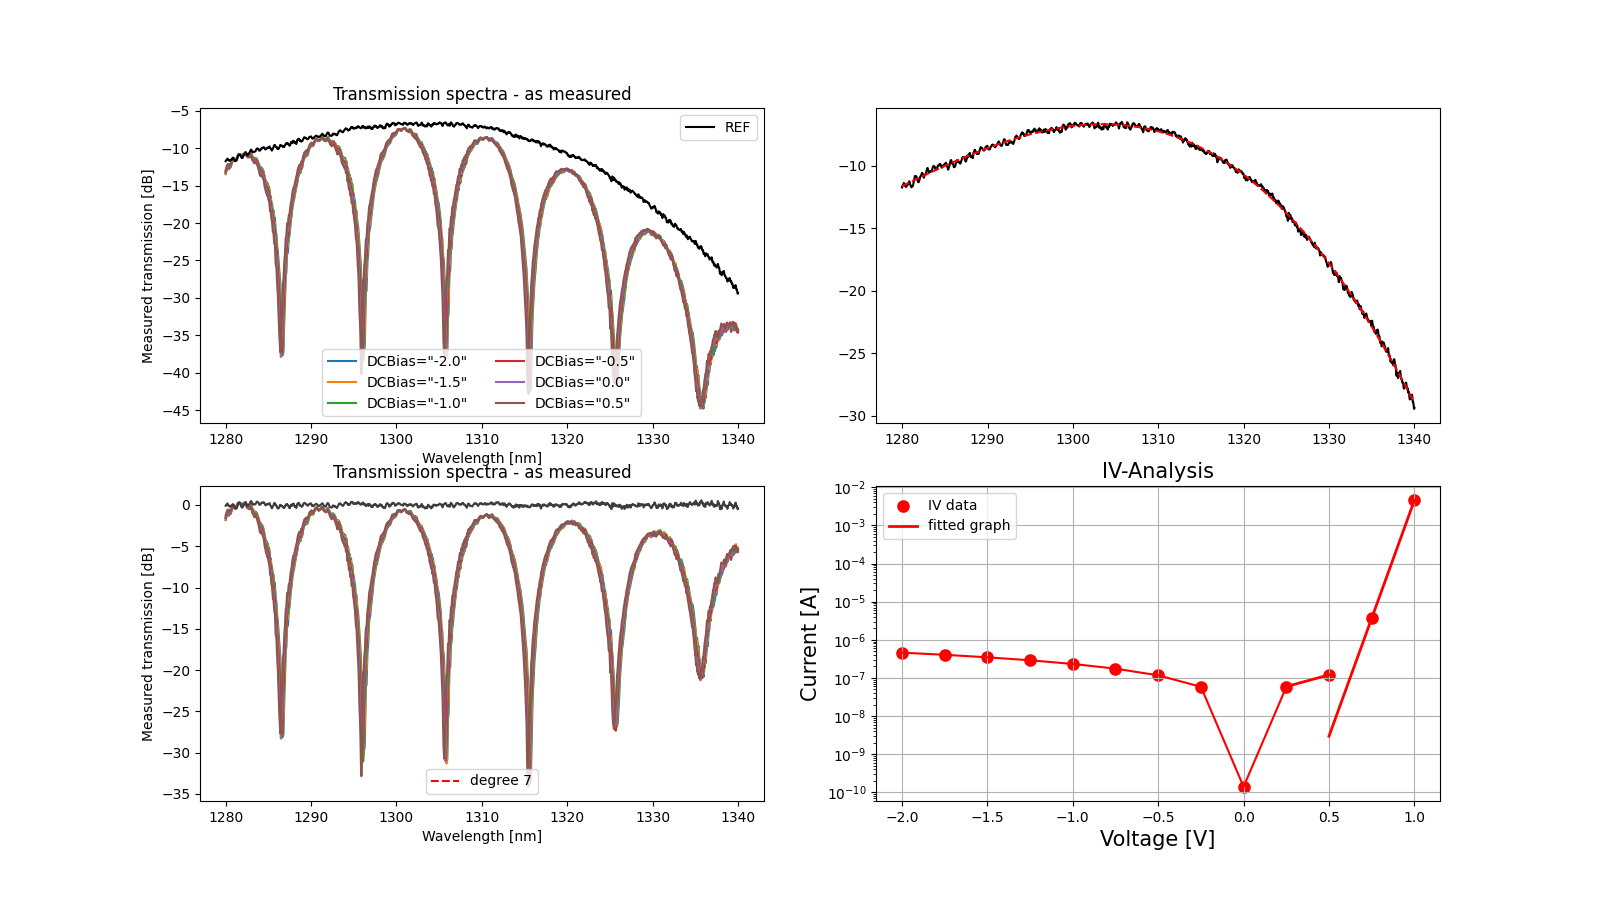 Transmission spectra - as measured
Measured transmission [dB]
−5
−10
−15
−20
−25
−30
−35
−40
−45
REF
DCBias="-2.0"
DCBias="-1.5"
DCBias="-1.0"
DCBias="-0.5"
DCBias="0.0"
DCBias="0.5"
1280 1290 1300 1310 1320 1330 1340
Wavelength [nm]
−10
−15
−20
−25
−30
1280 1290 1300 1310 1320 1330 1340
Transmission spectra - as measured
Measured transmission [dB]
0
−5
−10
−15
−20
−25
−30
−35
degree 7
1280 1290 1300 1310 1320 1330 1340
Wavelength [nm]
IV-Analysis
Current [A]
10⁻²
10⁻³
10⁻⁴
10⁻⁵
10⁻⁶
10⁻⁷
10⁻⁸
10⁻⁹
10⁻¹⁰
IV data
fitted graph
−2.0 −1.5 −1.0 −0.5 0.0 0.5 1.0
Voltage [V]